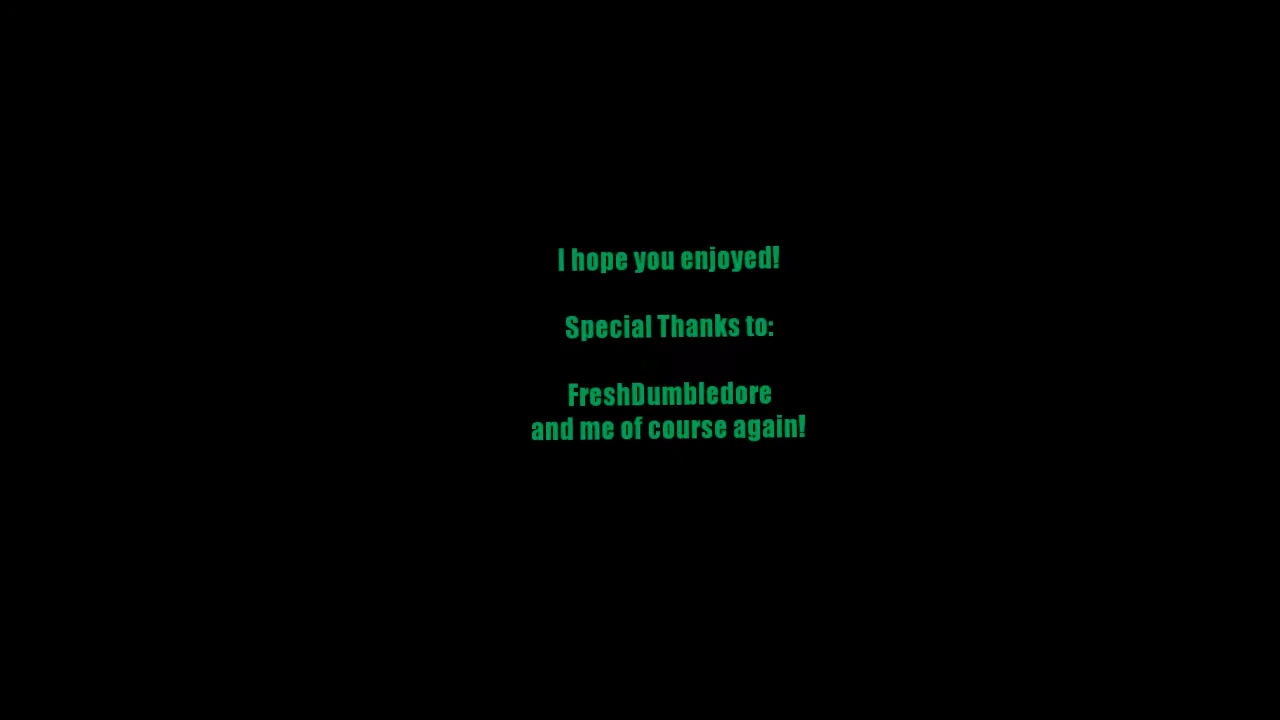 I hope you enjoyed!
Special Thanks to:
FreshDumbledore
and me of course again!